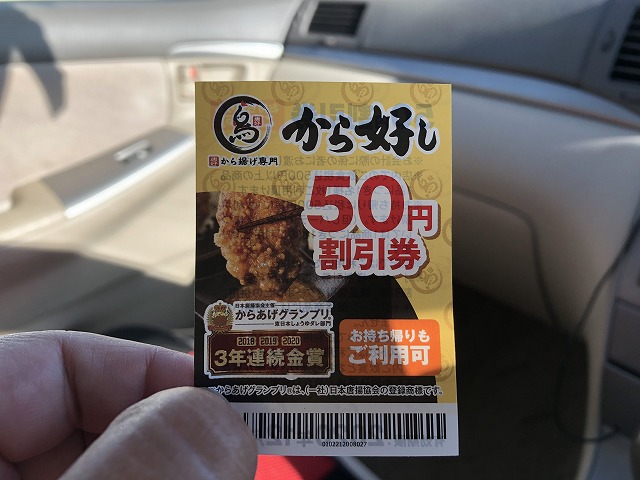 鳥
から好し
から揚げ専門
50円
割引券
日本唐揚協会主催
からあげグランプリ®
東日本しょうゆダレ部門
2018 2019 2020
3年連続金賞
お持ち帰りも
ご利用可
からあげグランプリ®は、(一社)日本唐揚協会の登録商標です。
0102212008027